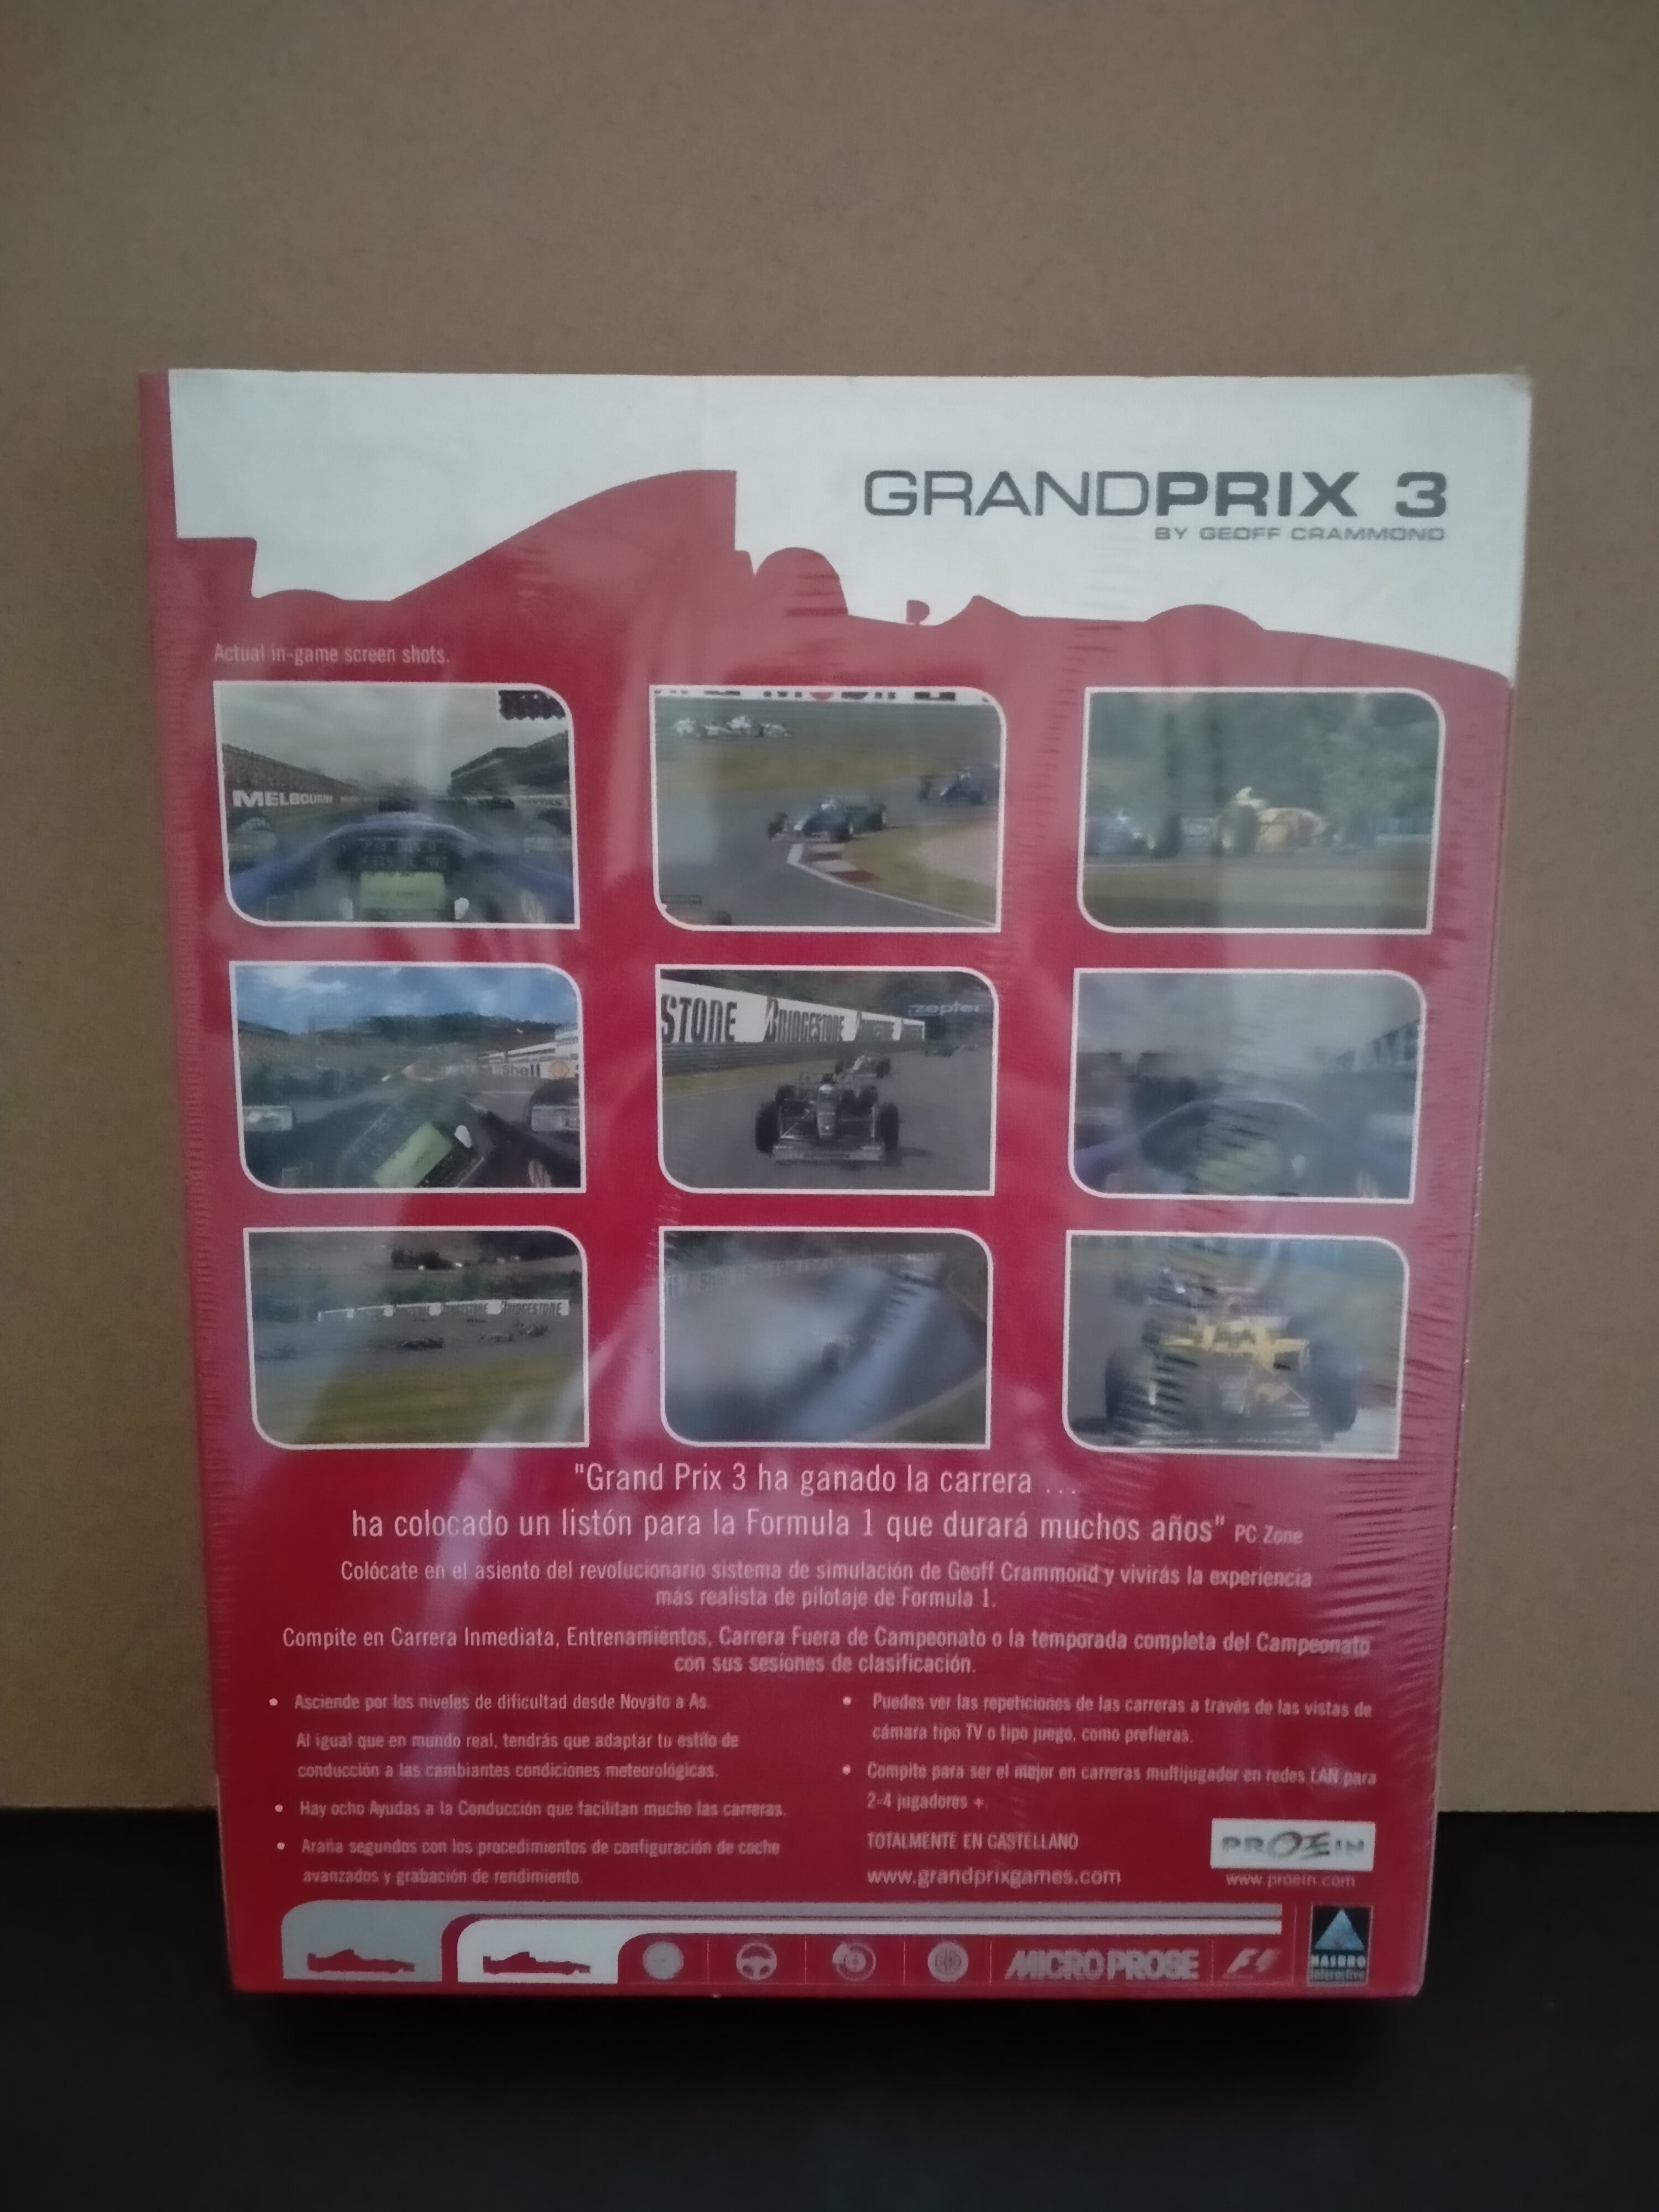 GRANDPRIX 3
BY GEOFF CRAMMOND
Actual in-game screen shots.
MELBOURNE
STONE BRIDGESTONE
zepter
Shell
BRIDGESTONE
"Grand Prix 3 ha ganado la carrera ...
ha colocado un listón para la Formula 1 que durará muchos años" PC Zone
Colócate en el asiento del revolucionario sistema de simulación de Geoff Crammond y vivirás la experiencia
más realista de pilotaje de Formula 1.
Compite en Carrera Inmediata, Entrenamientos, Carrera Fuera de Campeonato o la temporada completa del Campeonato
con sus sesiones de clasificación.
• Asciende por los niveles de dificultad desde Novato a As.
Al igual que en mundo real, tendrás que adaptar tu estilo de
conducción a las cambiantes condiciones meteorológicas.
• Hay ocho Ayudas a la Conducción que facilitan mucho las carreras.
• Araña segundos con los procedimientos de configuración de coche
avanzados y grabación de rendimiento.
• Puedes ver las repeticiones de las carreras a través de las vistas de
cámara tipo TV o tipo juego, como prefieras.
• Compite para ser el mejor en carreras multijugador en redes LAN para
2-4 jugadores +.
TOTALMENTE EN CASTELLANO
www.grandprixgames.com
PROEIN
www.proein.com
MICROPROSE
F1
HASBRO
Interactive